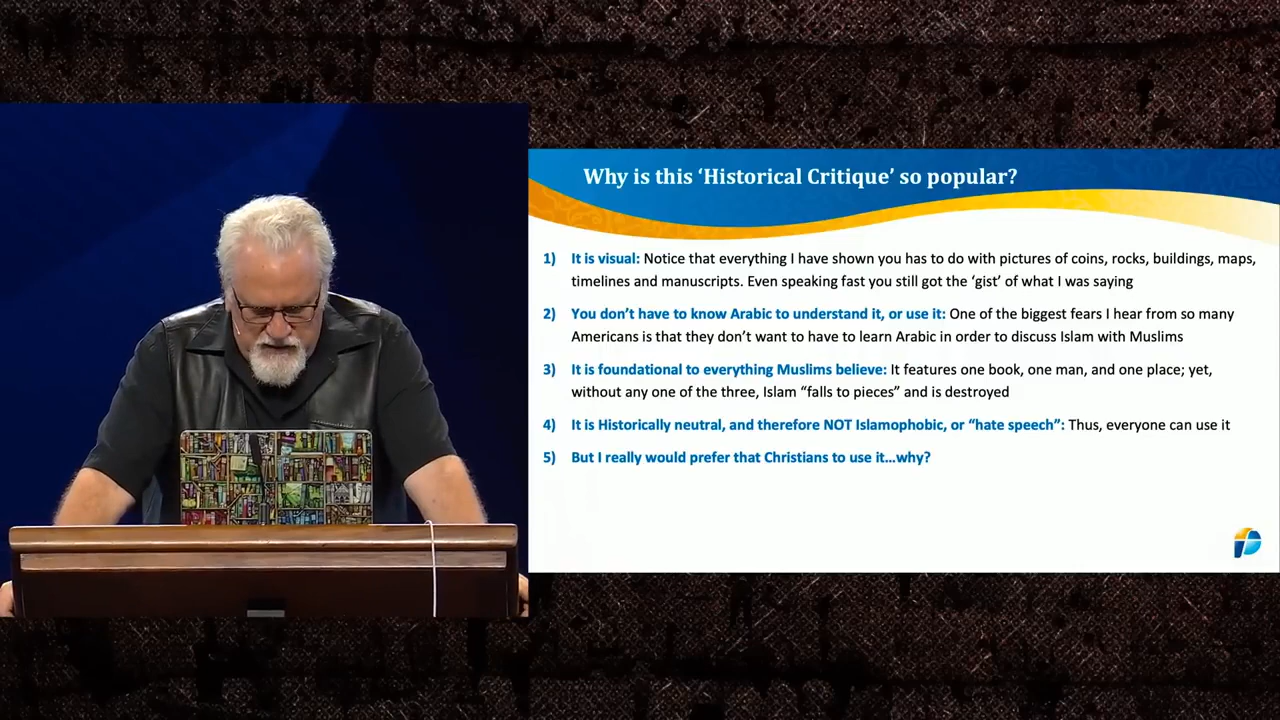 Why is this ‘Historical Critique’ so popular?
1) It is visual: Notice that everything I have shown you has to do with pictures of coins, rocks, buildings, maps,
timelines and manuscripts. Even speaking fast you still got the ‘gist’ of what I was saying
2) You don’t have to know Arabic to understand it, or use it: One of the biggest fears I hear from so many
Americans is that they don’t want to have to learn Arabic in order to discuss Islam with Muslims
3) It is foundational to everything Muslims believe: It features one book, one man, and one place; yet,
without any one of the three, Islam “falls to pieces” and is destroyed
4) It is Historically neutral, and therefore NOT Islamophobic, or “hate speech”: Thus, everyone can use it
5) But I really would prefer that Christians to use it…why?